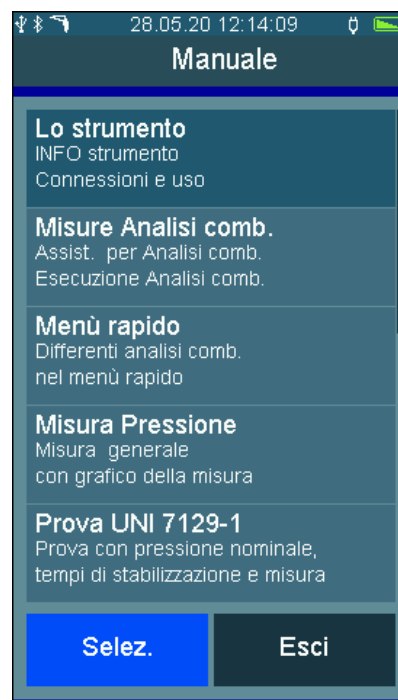 28.05.20 12:14:09
Manuale
Lo strumento
INFO strumento
Connessioni e uso
Misure Analisi comb.
Assist. per Analisi comb.
Esecuzione Analisi comb.
Menù rapido
Differenti analisi comb.
nel menù rapido
Misura Pressione
Misura generale
con grafico della misura
Prova UNI 7129-1
Prova con pressione nominale,
tempi di stabilizzazione e misura
Selez.
Esci